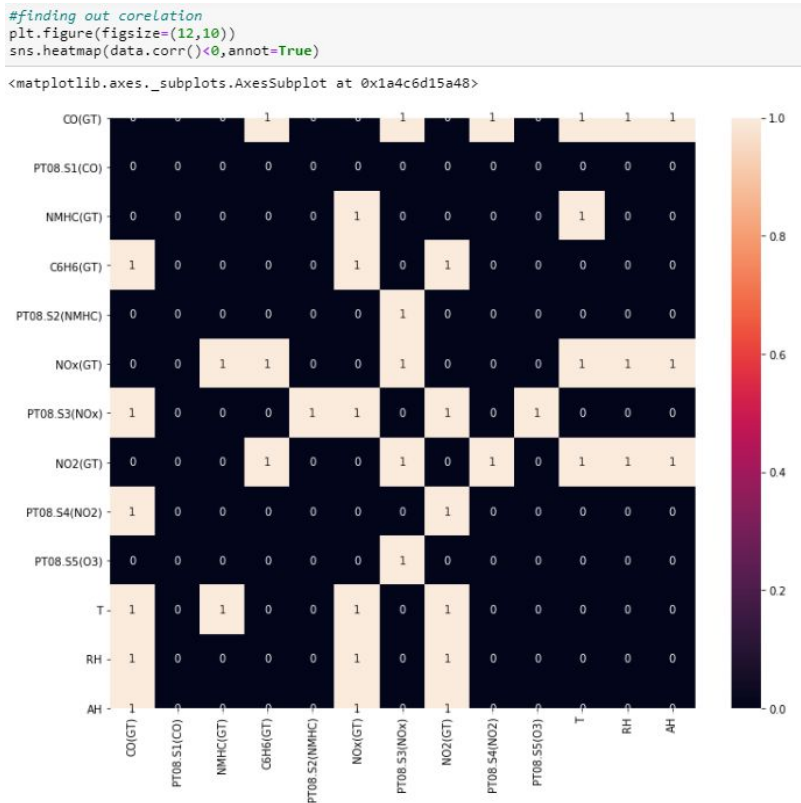 #finding out corelation
plt.figure(figsize=(12,10))
sns.heatmap(data.corr()<0,annot=True)
<matplotlib.axes._subplots.AxesSubplot at 0x1a4c6d15a48>
CO(GT) 0 0 0 1 0 0 1 0 1 0 1 1 1
PT08.S1(CO) 0 0 0 0 0 0 0 0 0 0 0 0 0
NMHC(GT) 0 0 0 0 0 1 0 0 0 0 1 0 0
C6H6(GT) 1 0 0 0 0 1 0 1 0 0 0 0 0
PT08.S2(NMHC) 0 0 0 0 0 0 1 0 0 0 0 0 0
NOx(GT) 0 0 1 1 0 0 1 0 0 0 1 1 1
PT08.S3(NOx) 1 0 0 0 1 1 0 1 0 1 0 0 0
NO2(GT) 0 0 0 1 0 0 1 0 1 0 1 1 1
PT08.S4(NO2) 1 0 0 0 0 0 0 1 0 0 0 0 0
PT08.S5(O3) 0 0 0 0 0 0 1 0 0 0 0 0 0
T 1 0 1 0 0 1 0 1 0 0 0 0 0
RH 1 0 0 0 0 1 0 1 0 0 0 0 0
AH 1 0 0 0 0 1 0 1 0 0 0 0 0
CO(GT) PT08.S1(CO) NMHC(GT) C6H6(GT) PT08.S2(NMHC) NOx(GT) PT08.S3(NOx) NO2(GT) PT08.S4(NO2) PT08.S5(O3) T RH AH
1.0
0.8
0.6
0.4
0.2
0.0